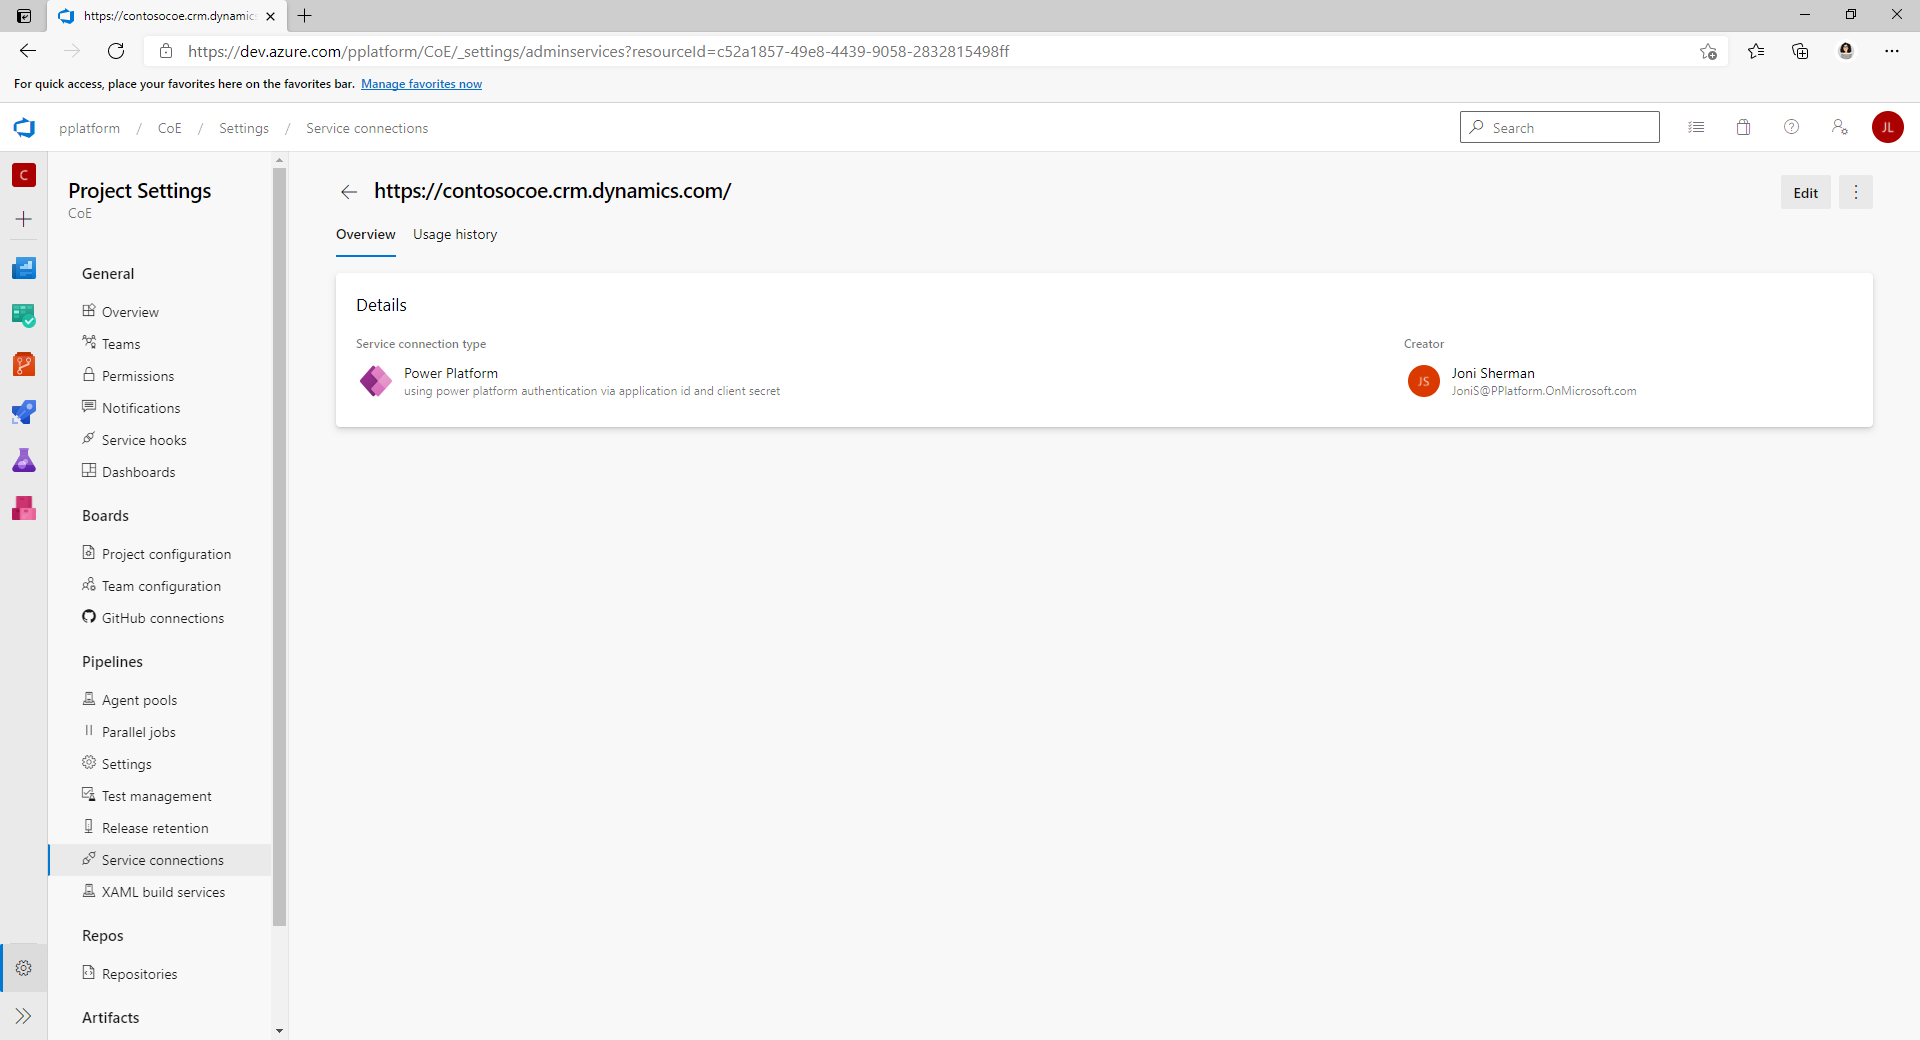 https://contosocoe.crm.dynamic
https://dev.azure.com/pplatform/CoE/_settings/adminservices?resourceId=c52a1857-49e8-4439-9058-2832815498ff
For quick access, place your favorites here on the favorites bar. Manage favorites now
pplatform / CoE / Settings / Service connections
Search
JL
C
Project Settings
CoE
General
Overview
Teams
Permissions
Notifications
Service hooks
Dashboards
Boards
Project configuration
Team configuration
GitHub connections
Pipelines
Agent pools
Parallel jobs
Settings
Test management
Release retention
Service connections
XAML build services
Repos
Repositories
Artifacts
https://contosocoe.crm.dynamics.com/
Edit
Overview Usage history
Details
Service connection type
Power Platform
using power platform authentication via application id and client secret
Creator
JS
Joni Sherman
JoniS@PPlatform.OnMicrosoft.com